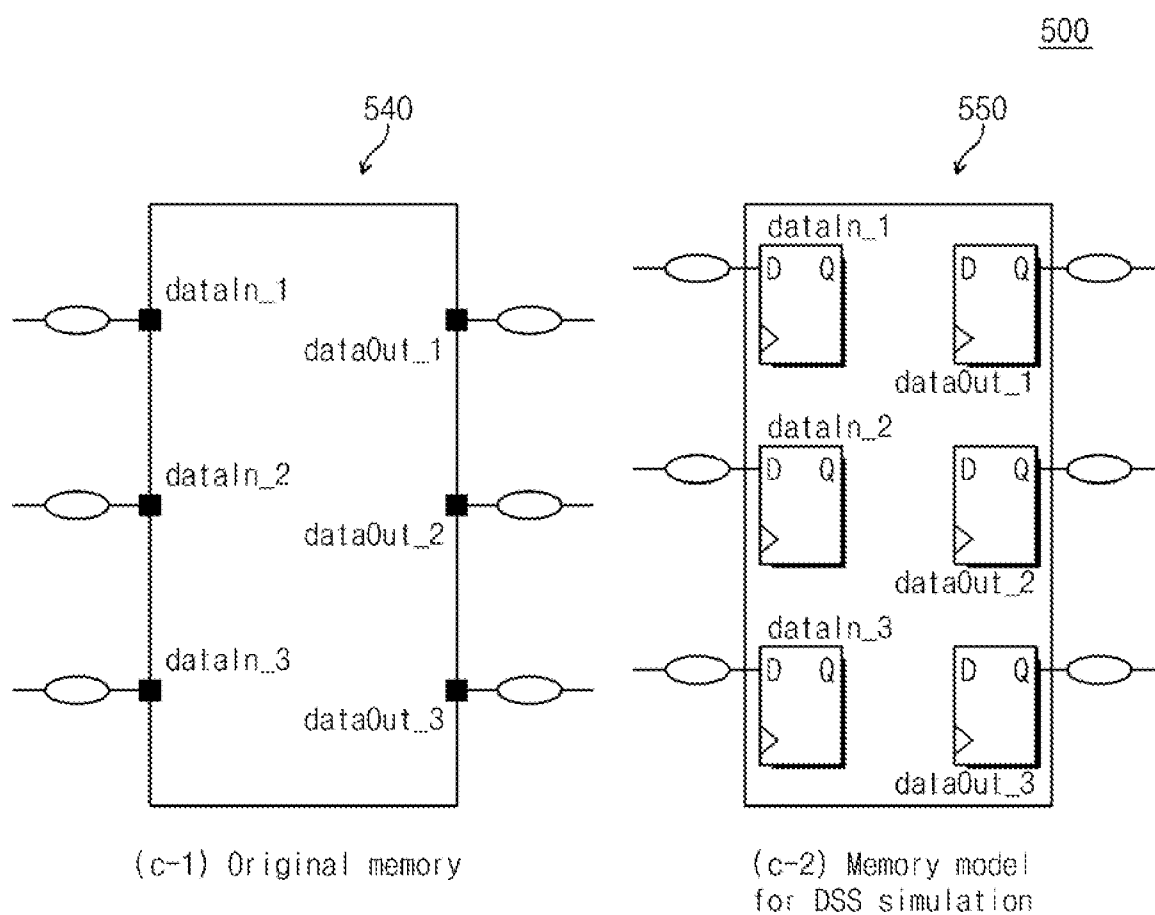 500
540
dataIn_1
dataOut_1
dataIn_2
dataOut_2
dataIn_3
dataOut_3
(c-1) Original memory
550
dataIn_1
D Q
D Q
dataOut_1
dataIn_2
D Q
D Q
dataOut_2
dataIn_3
D Q
D Q
dataOut_3
(c-2) Memory model
for DSS simulation